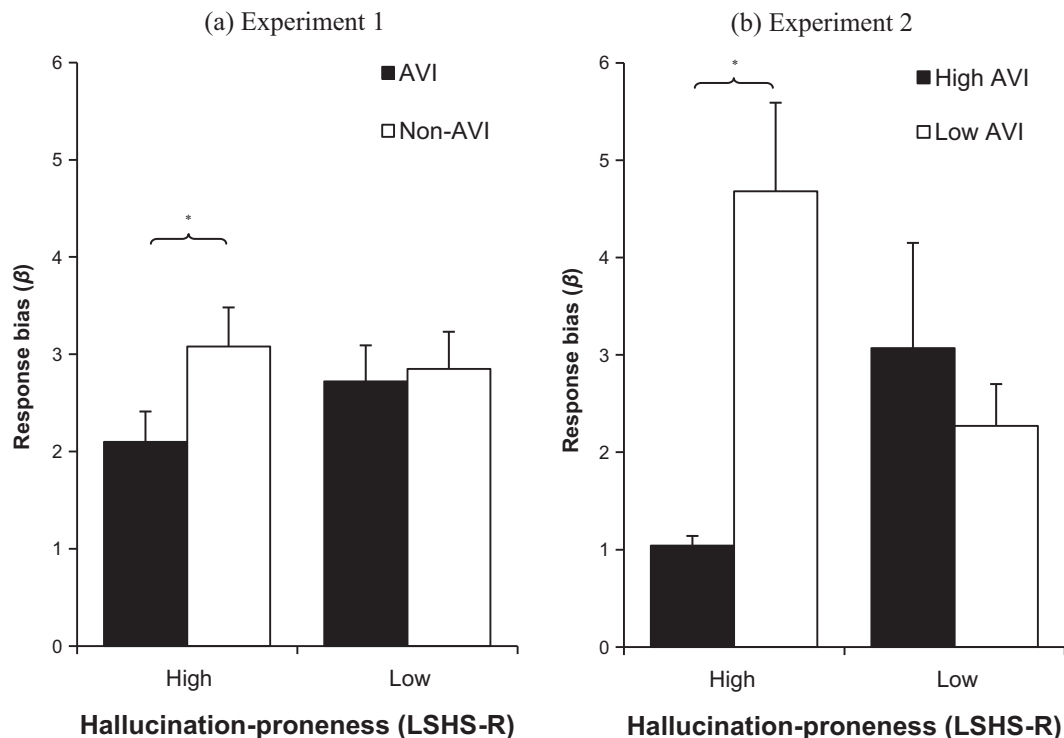 (a) Experiment 1
6
5
4
3
2
1
0
Response bias (β)
AVI
Non-AVI
*
High
Low
Hallucination-proneness (LSHS-R)
(b) Experiment 2
6
5
4
3
2
1
0
Response bias (β)
High AVI
Low AVI
*
High
Low
Hallucination-proneness (LSHS-R)